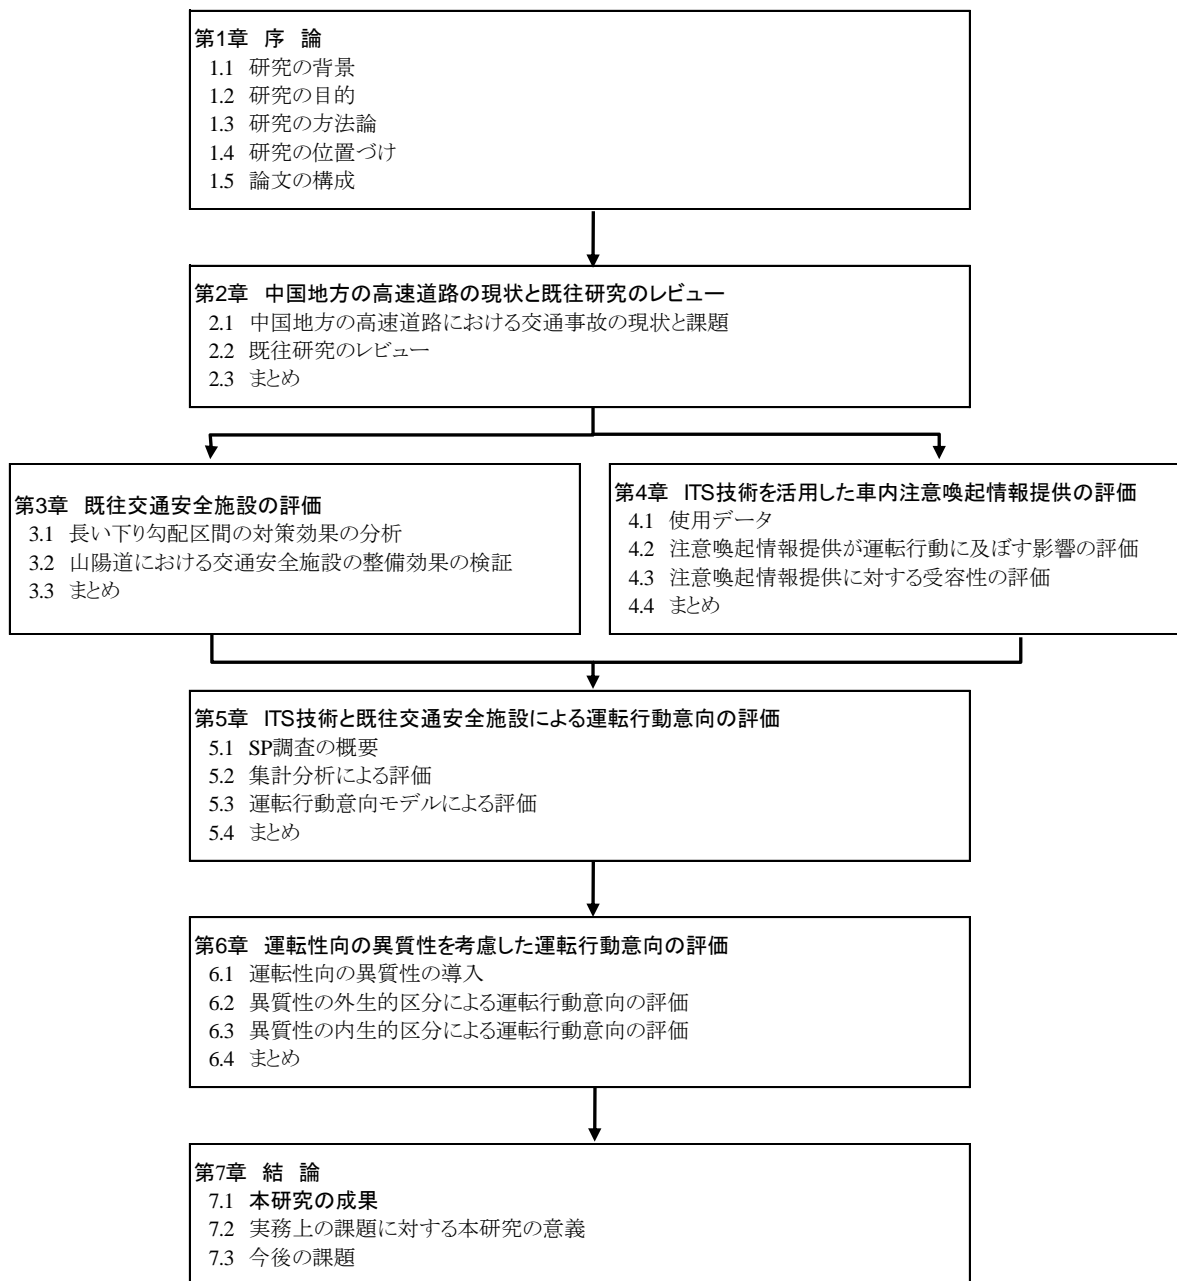 第1章 序 論
1.1 研究の背景
1.2 研究の目的
1.3 研究の方法論
1.4 研究の位置づけ
1.5 論文の構成
第2章 中国地方の高速道路の現状と既往研究のレビュー
2.1 中国地方の高速道路における交通事故の現状と課題
2.2 既往研究のレビュー
2.3 まとめ
第3章 既往交通安全施設の評価
3.1 長い下り勾配区間の対策効果の分析
3.2 山陽道における交通安全施設の整備効果の検証
3.3 まとめ
第4章 ITS技術を活用した車内注意喚起情報提供の評価
4.1 使用データ
4.2 注意喚起情報提供が運転行動に及ぼす影響の評価
4.3 注意喚起情報提供に対する受容性の評価
4.4 まとめ
第5章 ITS技術と既往交通安全施設による運転行動意向の評価
5.1 SP調査の概要
5.2 集計分析による評価
5.3 運転行動意向モデルによる評価
5.4 まとめ
第6章 運転性向の異質性を考慮した運転行動意向の評価
6.1 運転性向の異質性の導入
6.2 異質性の外生的区分による運転行動意向の評価
6.3 異質性の内生的区分による運転行動意向の評価
6.4 まとめ
第7章 結 論
7.1 本研究の成果
7.2 実務上の課題に対する本研究の意義
7.3 今後の課題